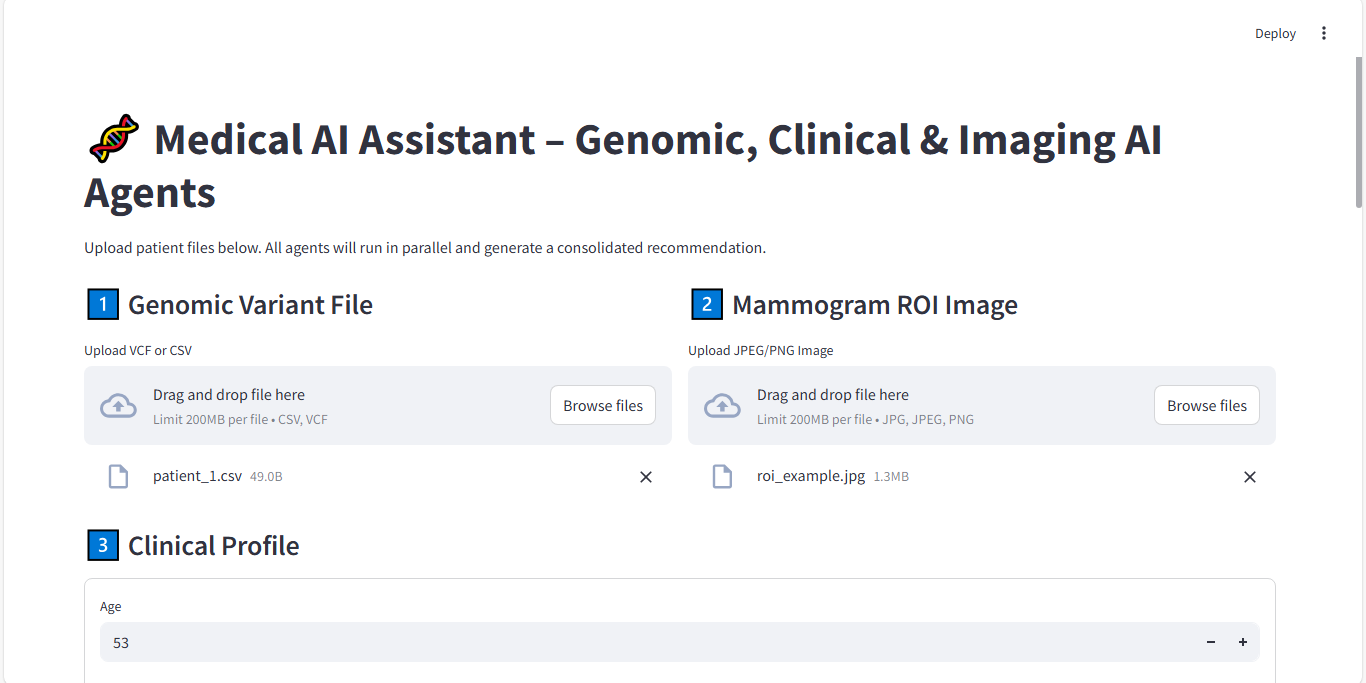 Deploy
Medical AI Assistant – Genomic, Clinical & Imaging AI
Agents
Upload patient files below. All agents will run in parallel and generate a consolidated recommendation.
1 Genomic Variant File
Upload VCF or CSV
Drag and drop file here
Limit 200MB per file • CSV, VCF
Browse files
patient_1.csv 49.0B
2 Mammogram ROI Image
Upload JPEG/PNG Image
Drag and drop file here
Limit 200MB per file • JPG, JPEG, PNG
Browse files
roi_example.jpg 1.3MB
3 Clinical Profile
Age
53